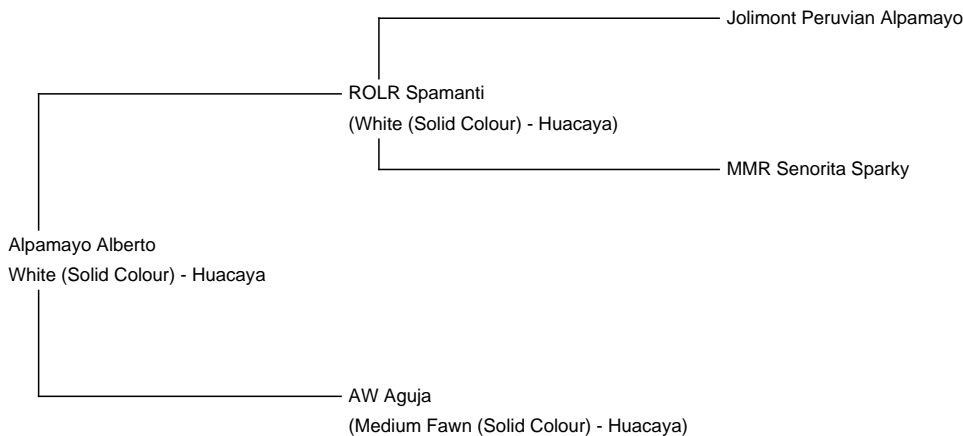 Jolimont Peruvian Alpamayo
ROLR Spamanti
(White (Solid Colour) - Huacaya)
MMR Senorita Sparky
Alpamayo Alberto
White (Solid Colour) - Huacaya
AW Aguja
(Medium Fawn (Solid Colour) - Huacaya)